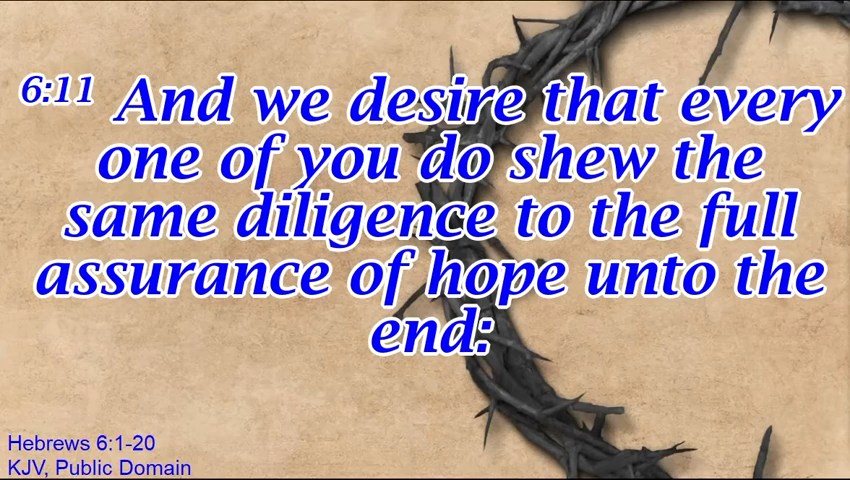 6:11 And we desire that every
one of you do shew the
same diligence to the full
assurance of hope unto the
end:
Hebrews 6:1-20
KJV, Public Domain